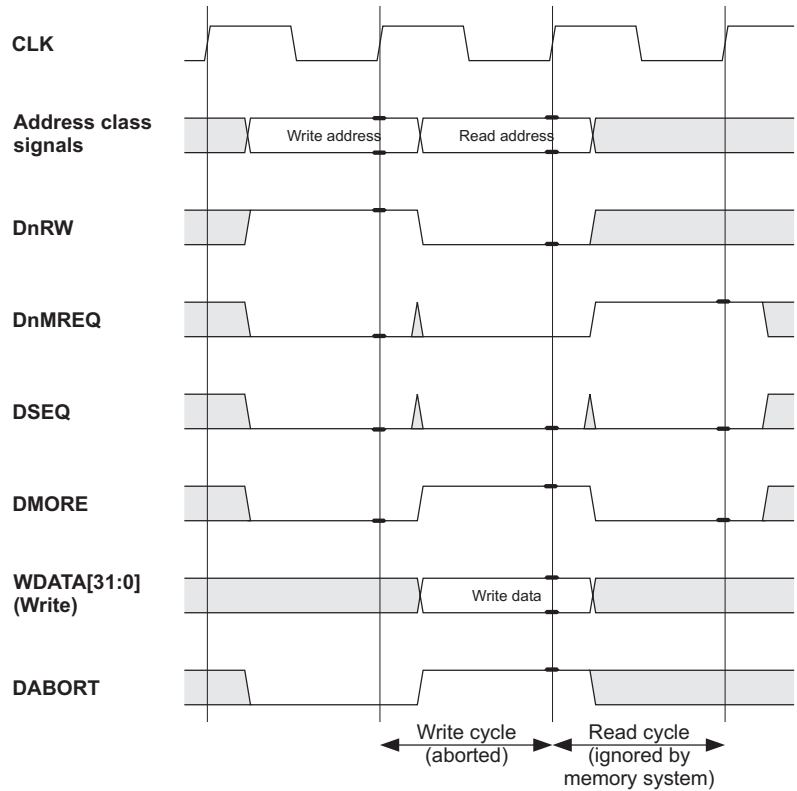 CLK
Address class
signals
Write address
Read address
DnRW
DnMREQ
DSEQ
DMORE
WDATA[31:0]
(Write)
Write data
DABORT
Write cycle
(aborted)
Read cycle
(ignored by
memory system)